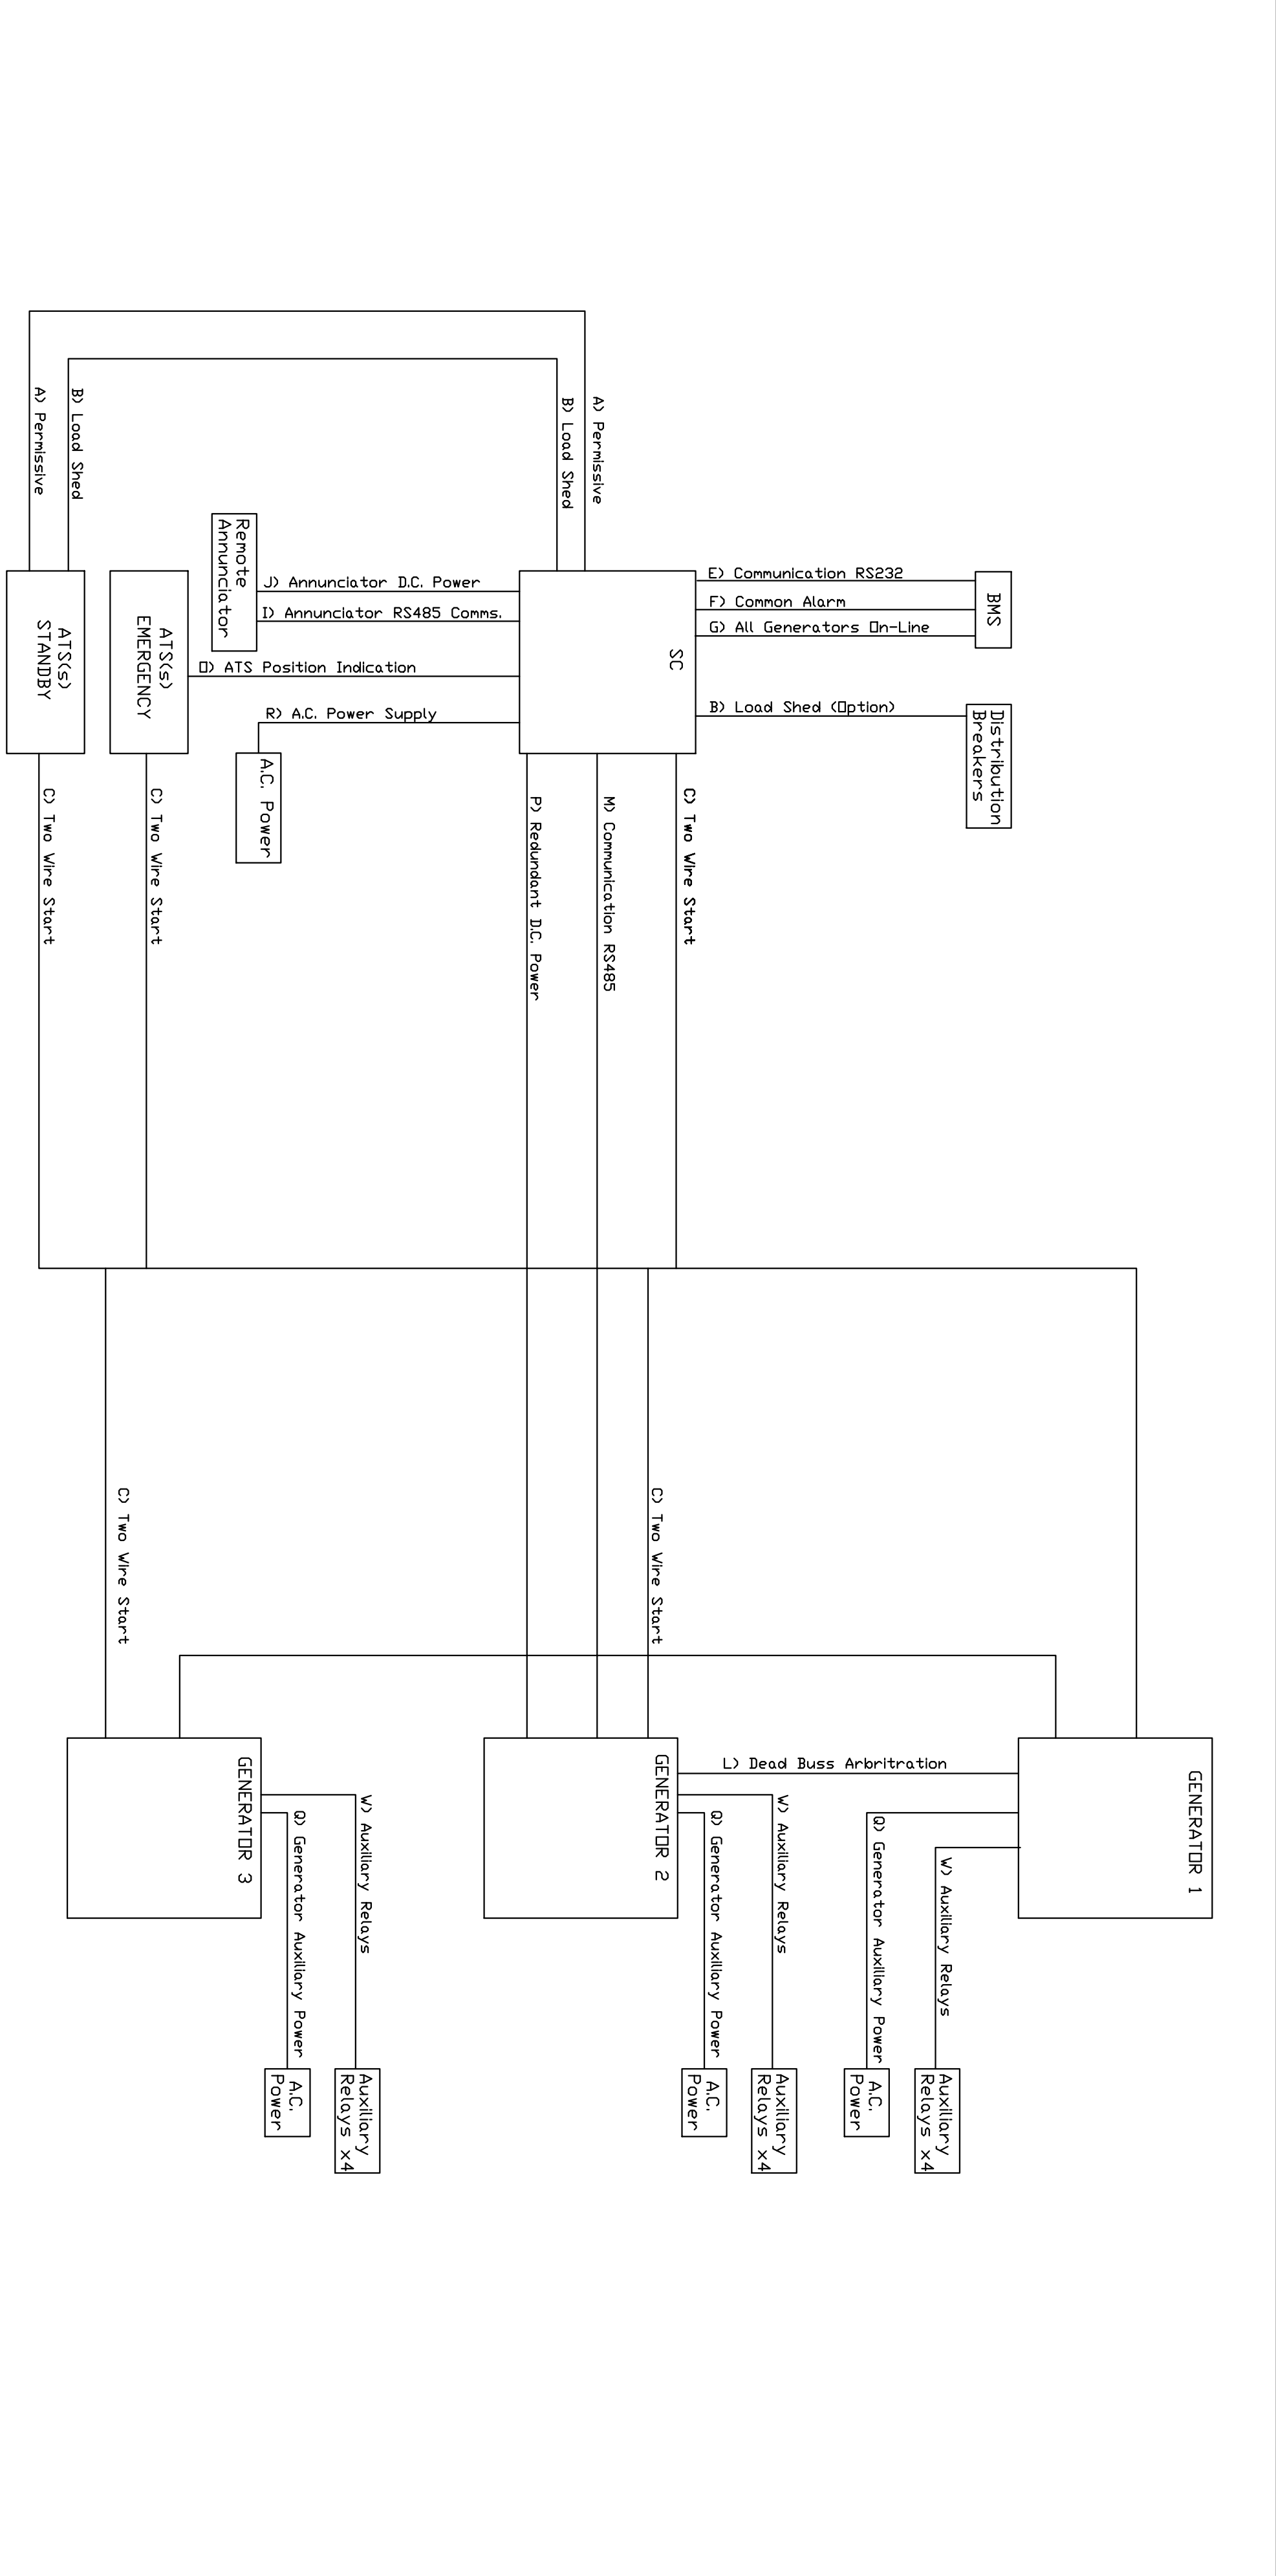 A) Permissive
B) Load Shed
B) Load Shed
A) Permissive
E) Communication RS232
F) Common Alarm
G) All Generators On-Line
BMS
B) Load Shed (Option)
Distribution
Breakers
SC
Remote
Annunciator
J) Annunciator D.C. Power
I) Annunciator RS485 Comms.
O) ATS Position Indication
R) A.C. Power Supply
A.C. Power
ATS(s)
EMERGENCY
ATS(s)
STANDBY
C) Two Wire Start
C) Two Wire Start
P) Redundant D.C. Power
M) Communication RS485
C) Two Wire Start
C) Two Wire Start
C) Two Wire Start
GENERATOR 1
L) Dead Buss Arbritration
Q) Generator Auxiliary Power
W) Auxiliary Relays
A.C.
Power
Auxiliary
Relays x4
GENERATOR 2
W) Auxiliary Relays
Q) Generator Auxiliary Power
A.C.
Power
Auxiliary
Relays x4
GENERATOR 3
W) Auxiliary Relays
Q) Generator Auxiliary Power
A.C.
Power
Auxiliary
Relays x4